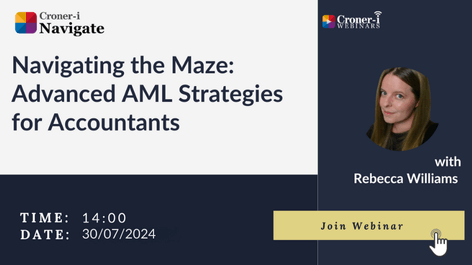 Croner-i
Navigate
Croner-i
WEBINARS
Navigating the Maze:
Advanced AML Strategies
for Accountants
with
Rebecca Williams
TIME: 14:00
DATE: 30/07/2024
Join Webinar